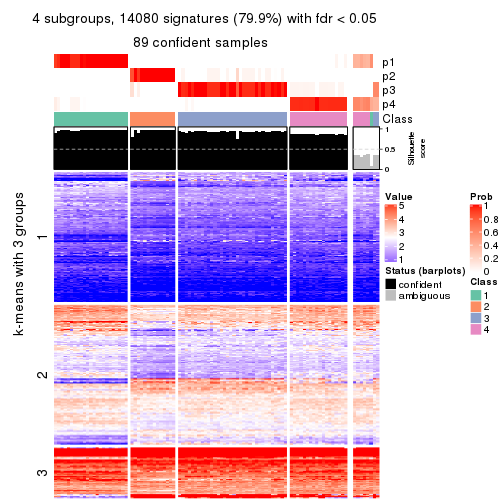 4 subgroups, 14080 signatures (79.9%) with fdr < 0.05
89 confident samples
p1
p2
p3
p4
Class
1
0.5
0
Silhouette
score
k-means with 3 groups
1
2
3
Value
5
4
3
2
1
Status (barplots)
confident
ambiguous
Prob
1
0.8
0.6
0.4
0.2
0
Class
1
2
3
4